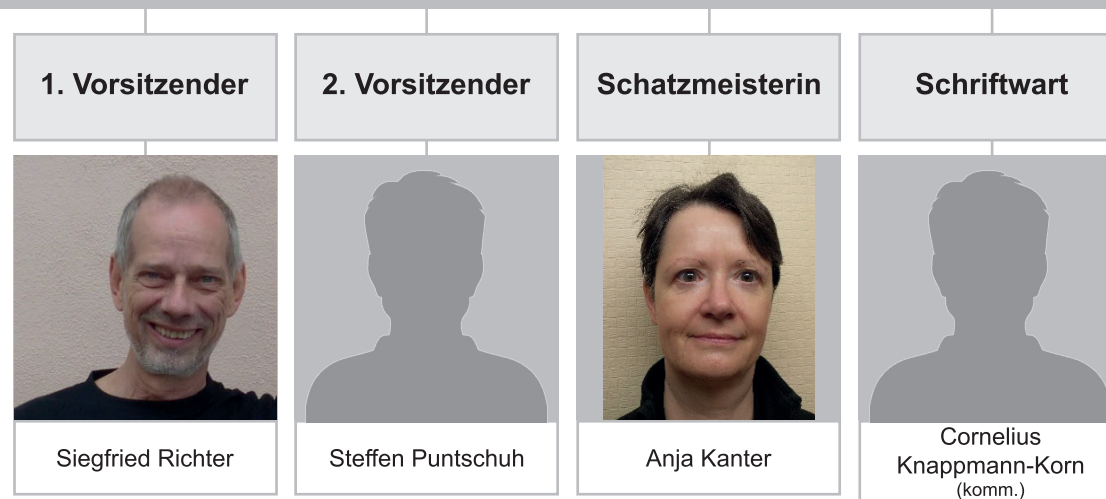 1. Vorsitzender
2. Vorsitzender
Schatzmeisterin
Schriftwart
Siegfried Richter
Steffen Puntschuh
Anja Kanter
Cornelius
Knappmann-Korn
(komm.)